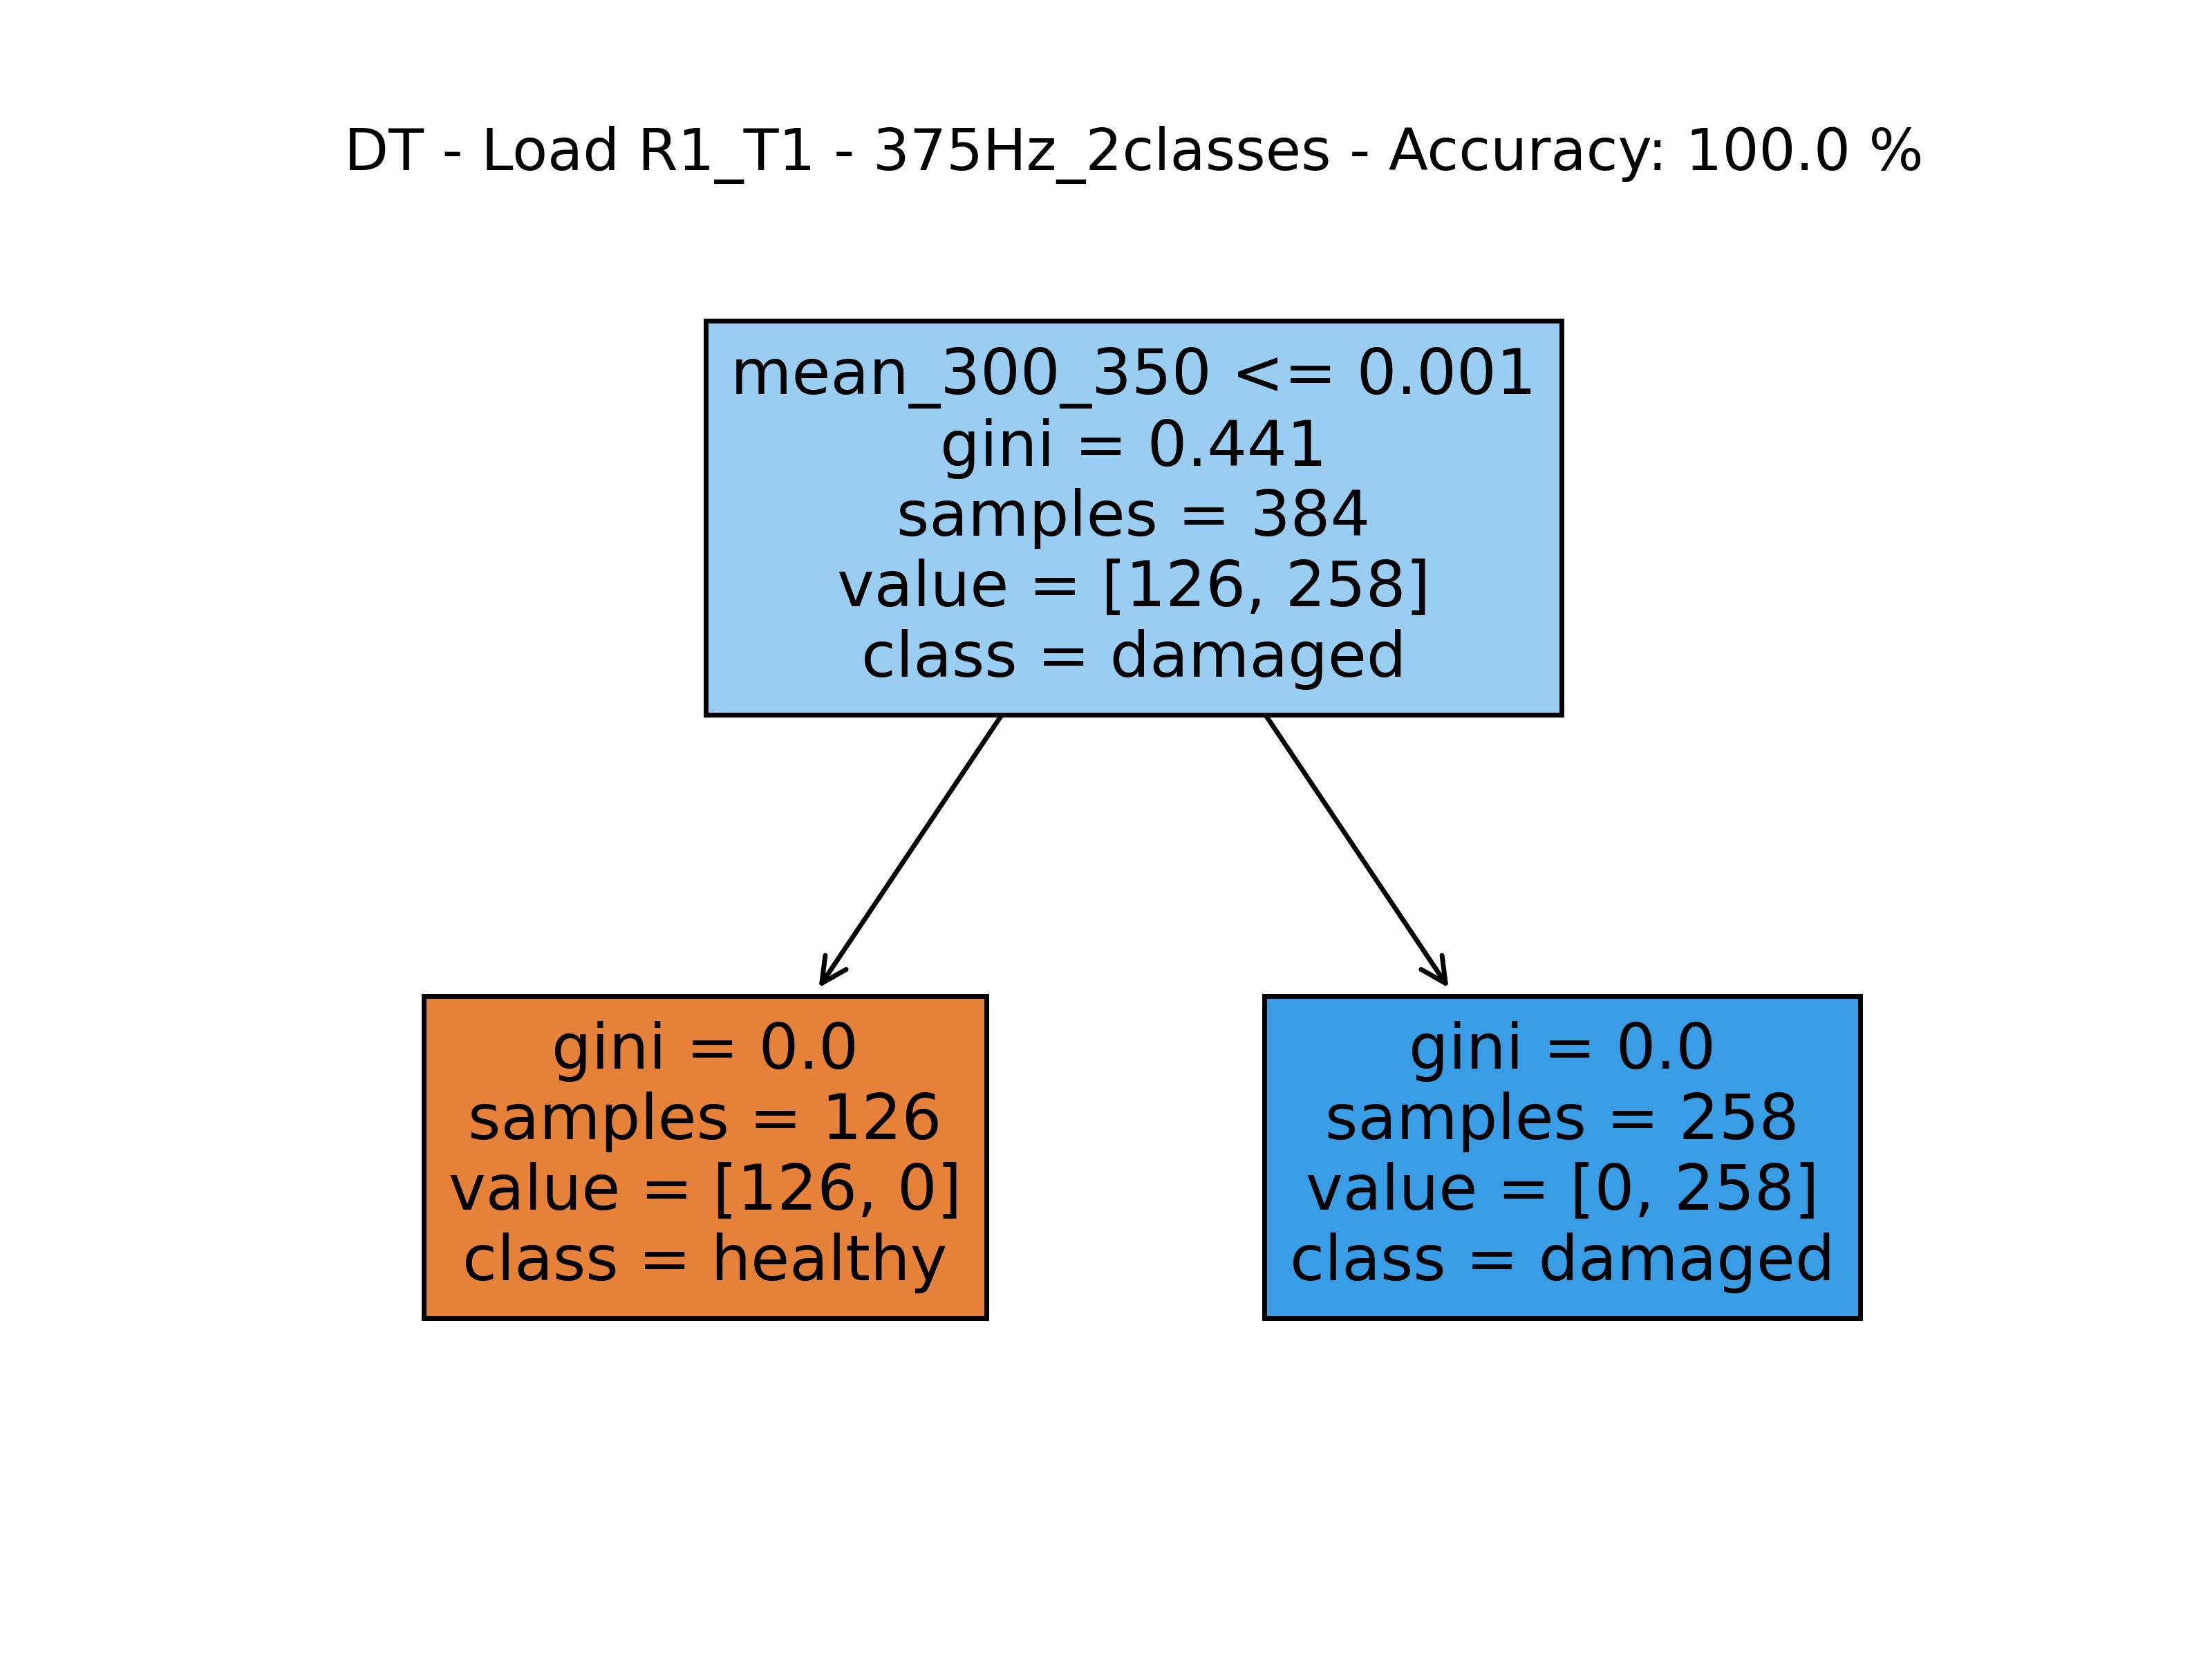 DT - Load R1_T1 - 375Hz_2classes - Accuracy: 100.0 %
mean_300_350 <= 0.001
gini = 0.441
samples = 384
value = [126, 258]
class = damaged
gini = 0.0
samples = 126
value = [126, 0]
class = healthy
gini = 0.0
samples = 258
value = [0, 258]
class = damaged